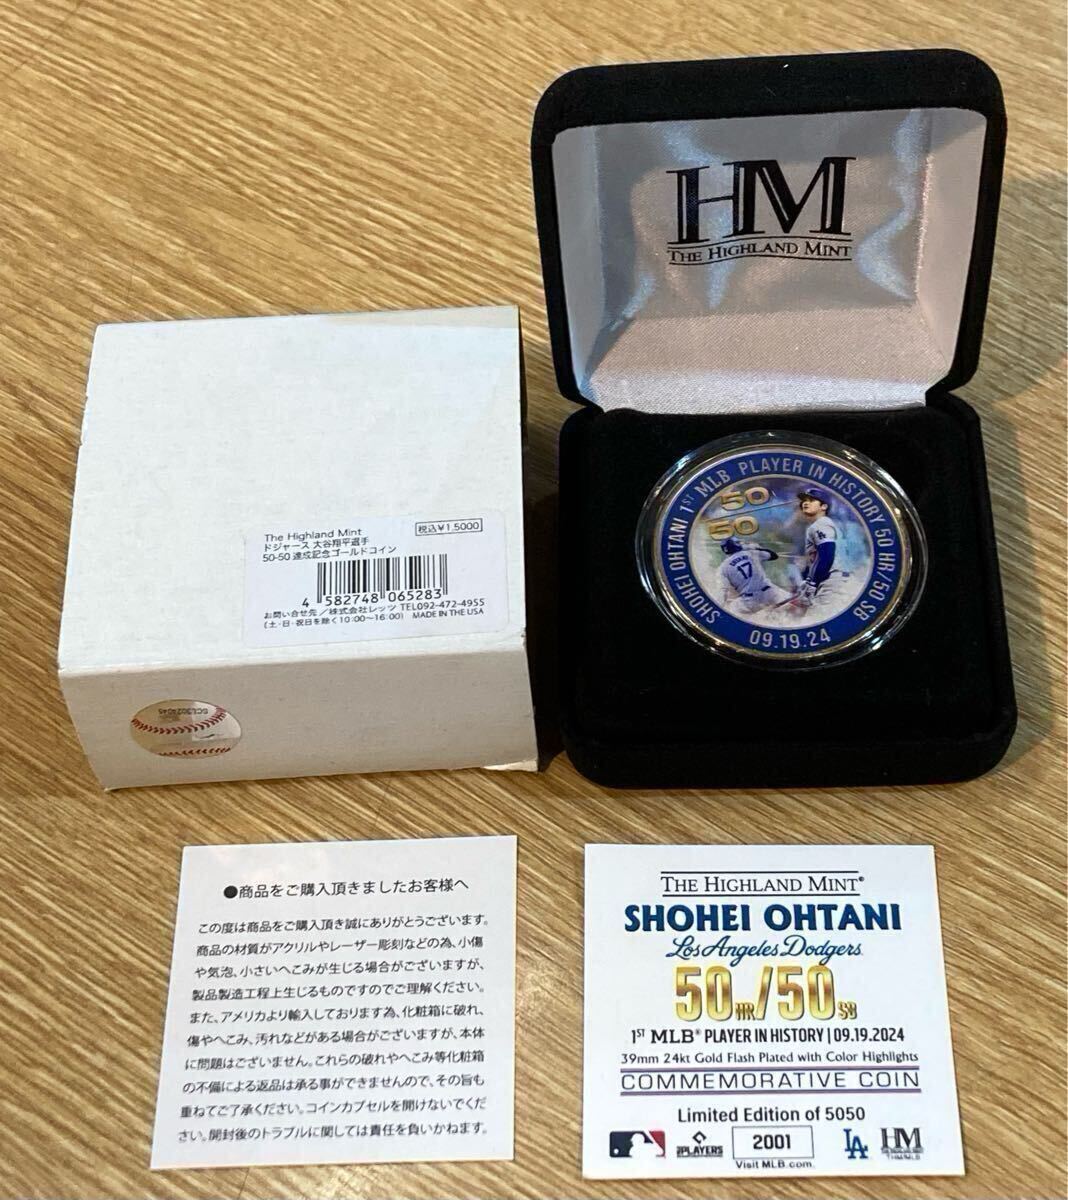 HM
THE HIGHLAND MINT
SHOHEI OHTANI 1ST MLB PLAYER IN HISTORY 50 HR/50 SB
50
50
17
09.19.24
The Highland Mint
税込¥1,5000
ドジャース 大谷翔平選手
50-50 達成記念ゴールドコイン
4 582748 065283
お問い合せ先/株式会社レッツ TEL092-472-4955
(土・日・祝日を除く10:00~16:00) MADE IN THE USA
●商品をご購入頂きましたお客様へ
この度は商品をご購入頂き誠にありがとうございます。
商品の材質がアクリルやレーザー彫刻などの為、小傷
や気泡、小さいへこみが生じる場合がございますが、
製品製造工程上生じるものですのでご理解ください。
また、アメリカより輸入しております為、化粧箱に破れ、
傷やへこみ、汚れなどがある場合がございますが、本体
に問題はございません。これらの破れやへこみ等化粧箱
の不備による返品は承る事ができませんので、その旨も
重ねてご了承ください。コインカプセルを開けないでくだ
さい。開封後のトラブルに関しては責任を負いかねます。
THE HIGHLAND MINT®
SHOHEI OHTANI
Los Angeles Dodgers
50HR/50SB
1ST MLB® PLAYER IN HISTORY | 09.19.2024
39mm 24kt Gold Flash Plated with Color Highlights
COMMEMORATIVE COIN
Limited Edition of 5050
PLAYERS
2001
LA
HM
Visit MLB.com.